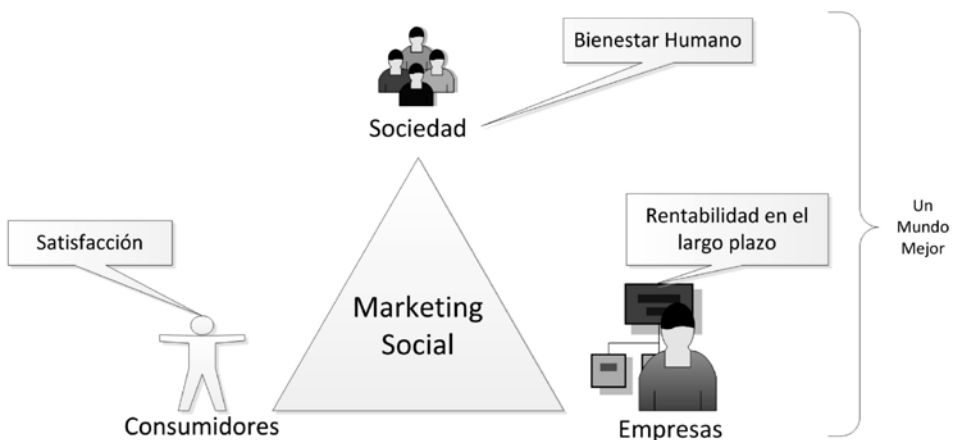 Bienestar Humano
Sociedad
Satisfacción
Rentabilidad en el
largo plazo
Un
Mundo
Mejor
Marketing
Social
Consumidores
Empresas